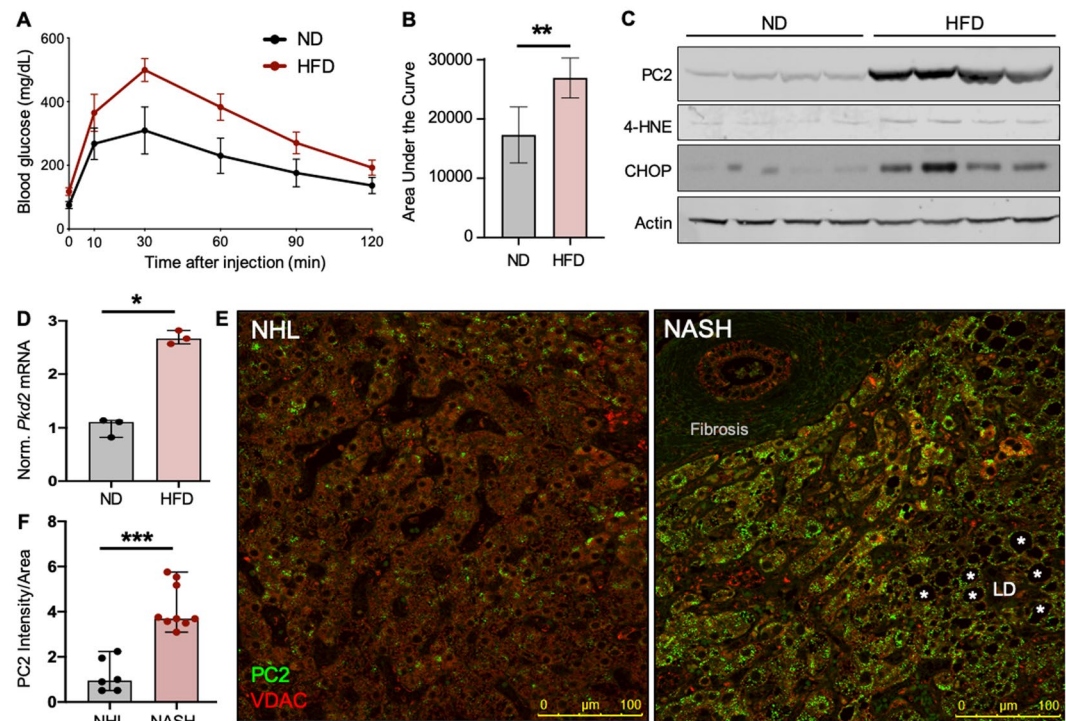 A
Blood glucose (mg/dL)
600
400
200
0
0 10 30 60 90 120
Time after injection (min)
ND
HFD
B
**
Area Under the Curve
30000
20000
10000
0
ND HFD
C
ND HFD
PC2
4-HNE
CHOP
Actin
D
*
Norm. Pkd2 mRNA
3
2
1
0
ND HFD
E
NHL
PC2
VDAC
0 µm 100
NASH
Fibrosis
*
* *
* *
LD
*
0 µm 100
F
***
PC2 Intensity/Area
8
6
4
2
0
NHL NASH